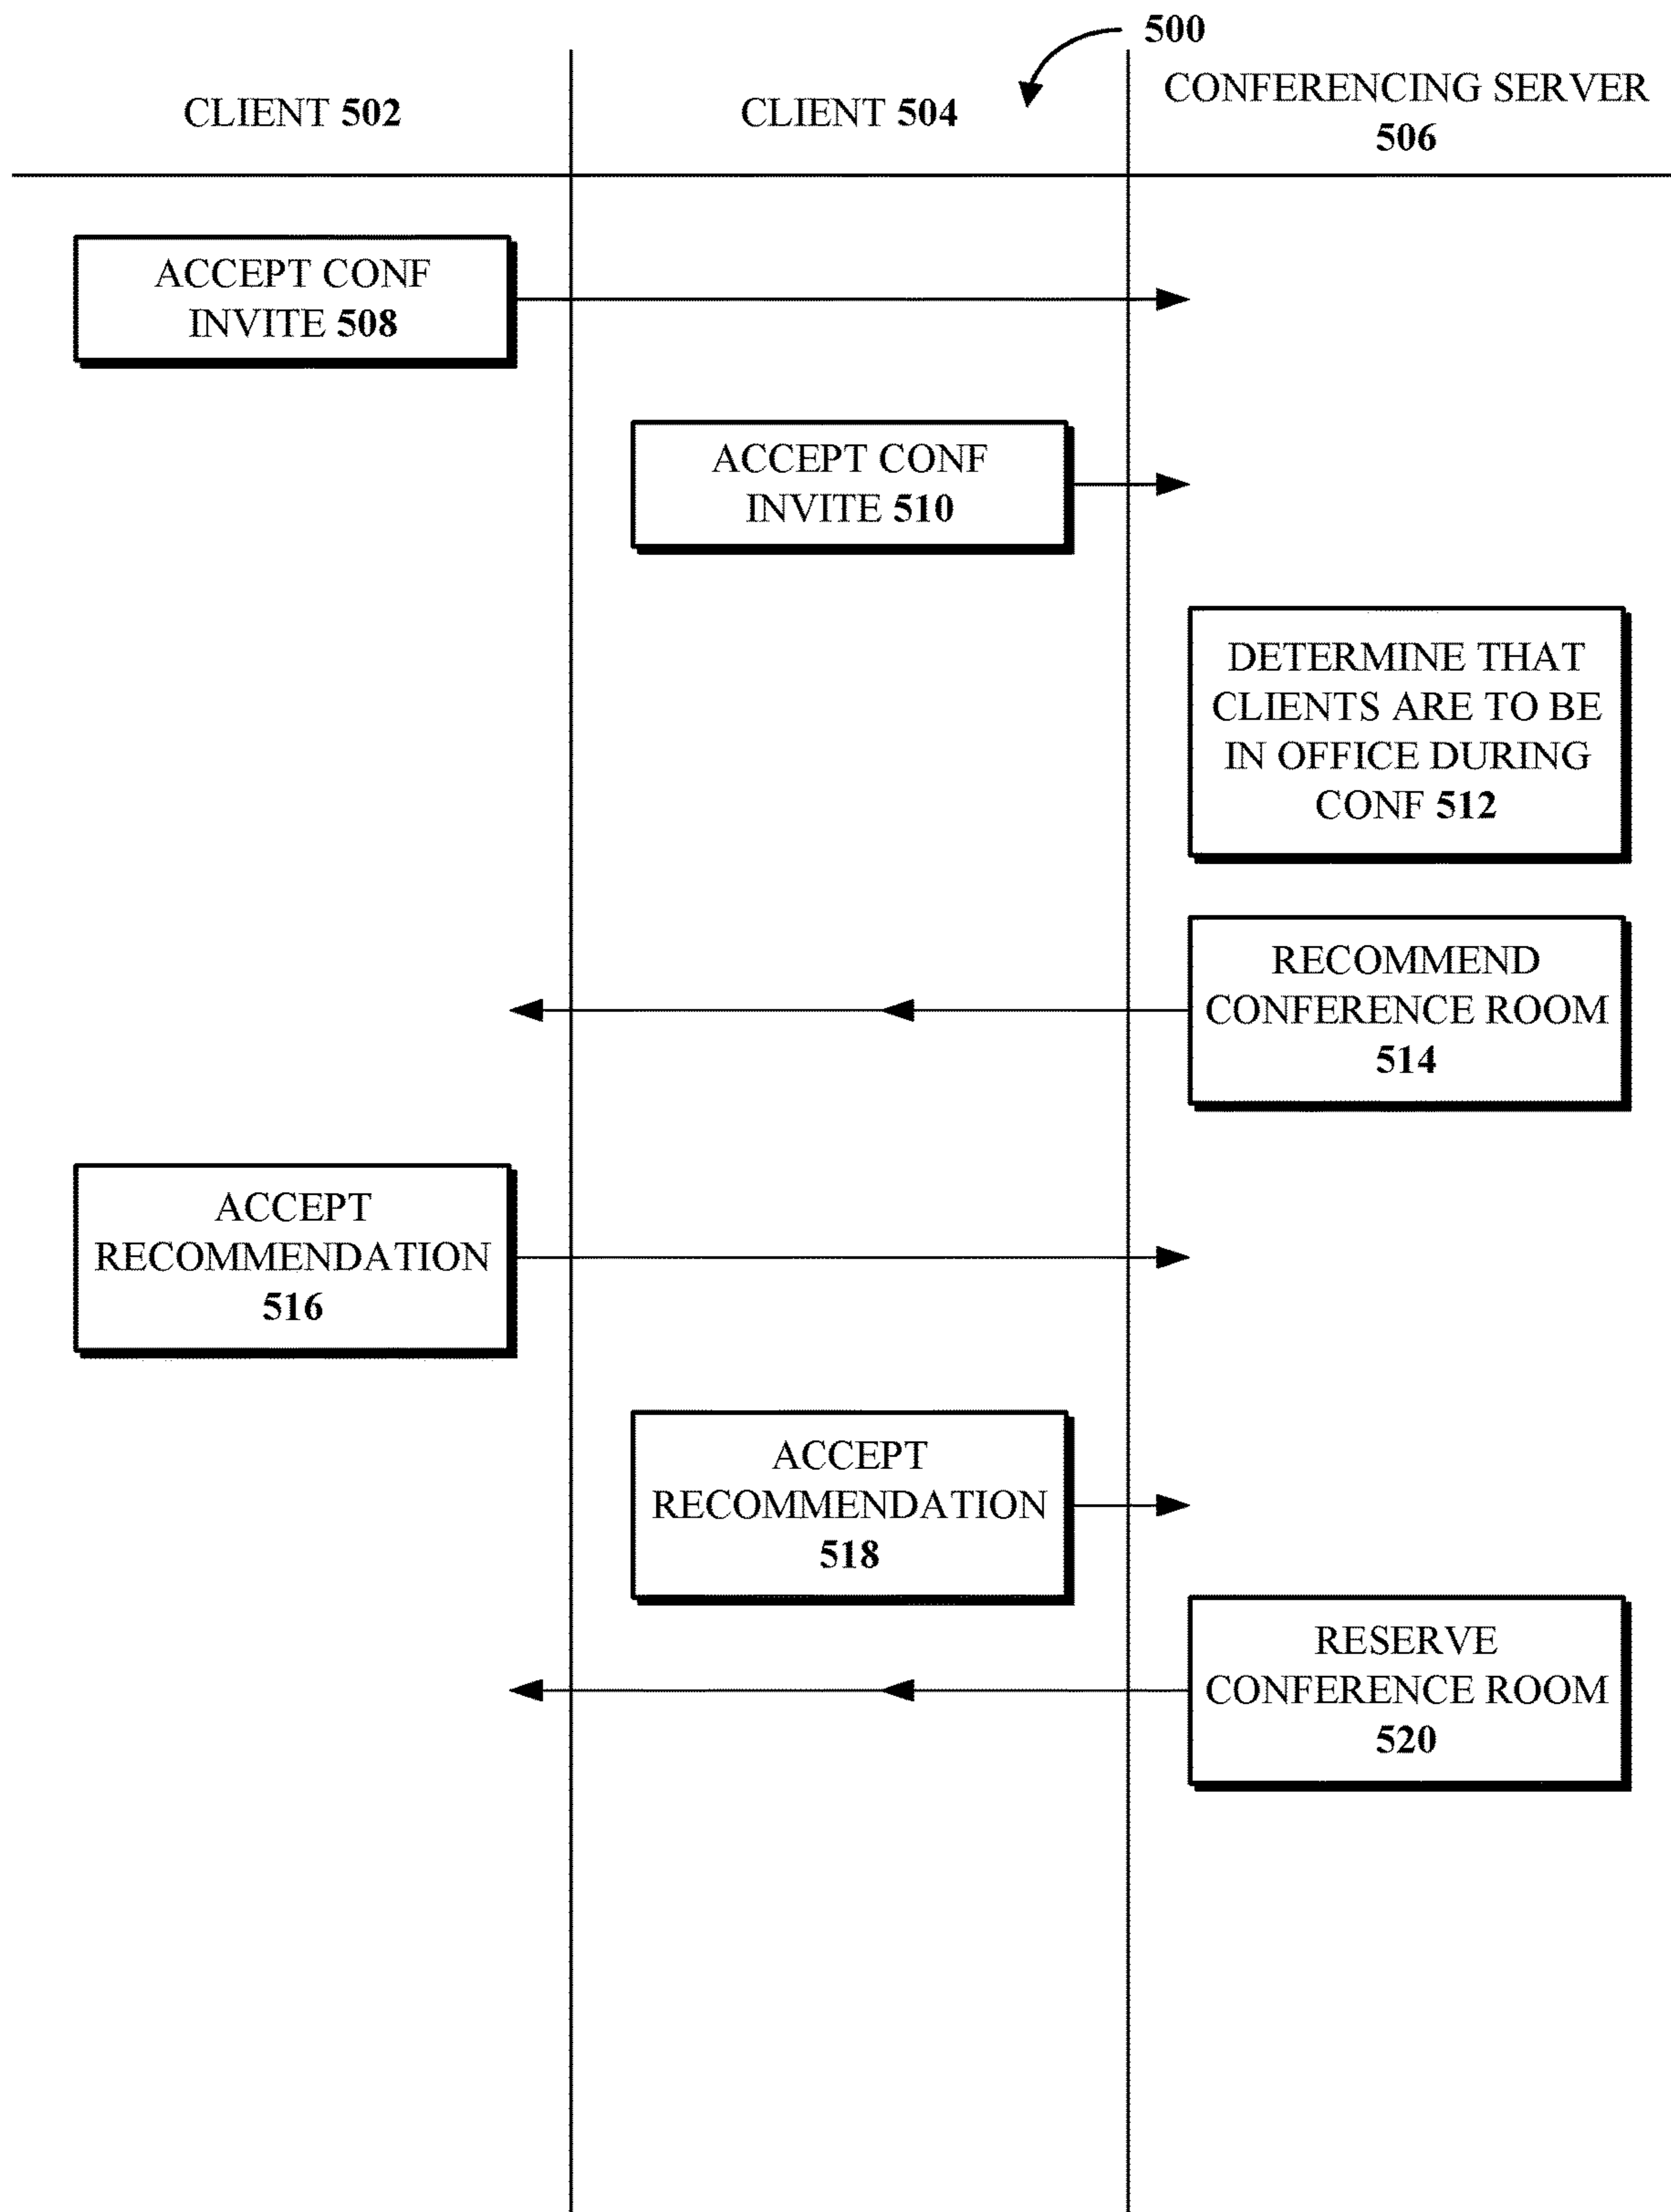 500
CLIENT 502
CLIENT 504
CONFERENCING SERVER
506
ACCEPT CONF
INVITE 508
ACCEPT CONF
INVITE 510
DETERMINE THAT
CLIENTS ARE TO BE
IN OFFICE DURING
CONF 512
RECOMMEND
CONFERENCE ROOM
514
ACCEPT
RECOMMENDATION
516
ACCEPT
RECOMMENDATION
518
RESERVE
CONFERENCE ROOM
520